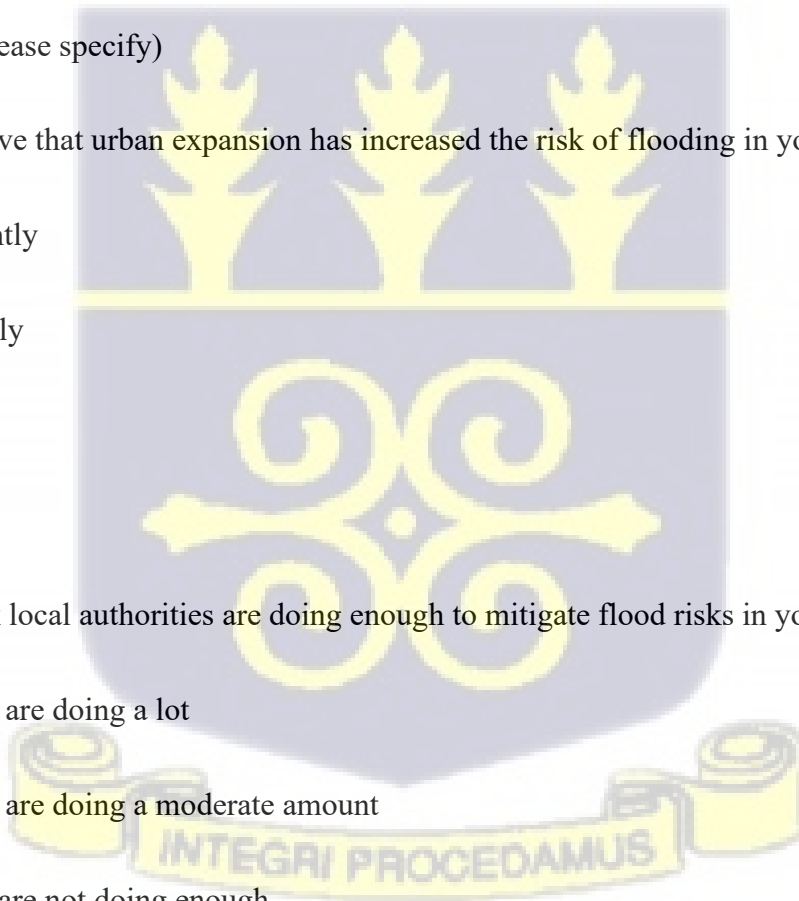 ease specify)
ve that urban expansion has increased the risk of flooding in yo
ntly
ly
local authorities are doing enough to mitigate flood risks in yo
are doing a lot
are doing a moderate amount
INTEGRI PROCEDAMUS
are not doing enough